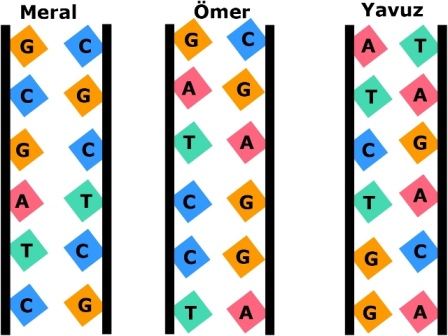 Meral Ömer Yavuz
G C G C A T
C G A G T A
G C T A C G
A T C G T A
T C C G G C
C G T A G A